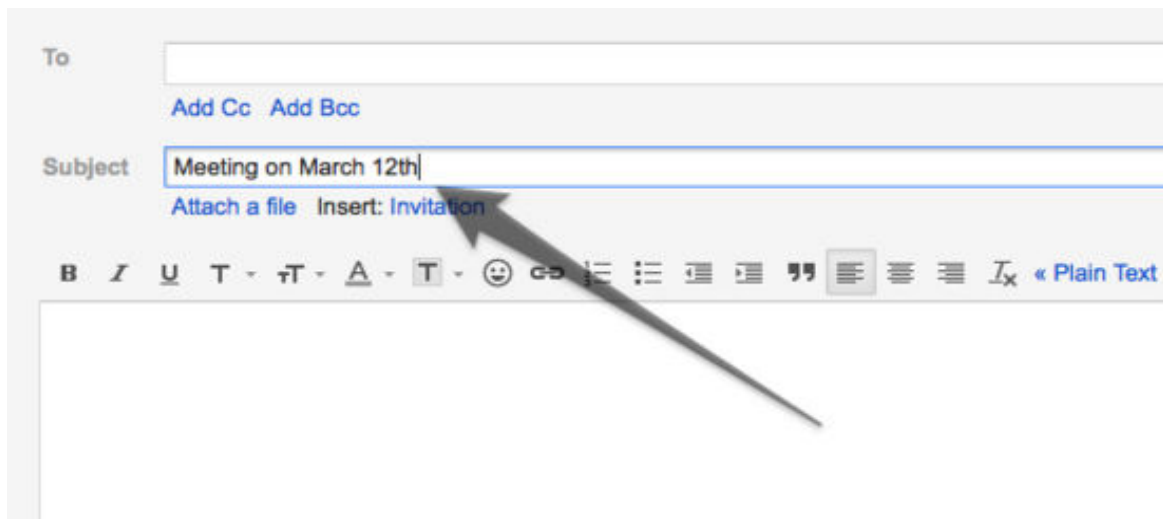 To
Add Cc Add Bcc
Subject Meeting on March 12th
Attach a file Insert: Invitation
B I U T T A T T « Plain Text